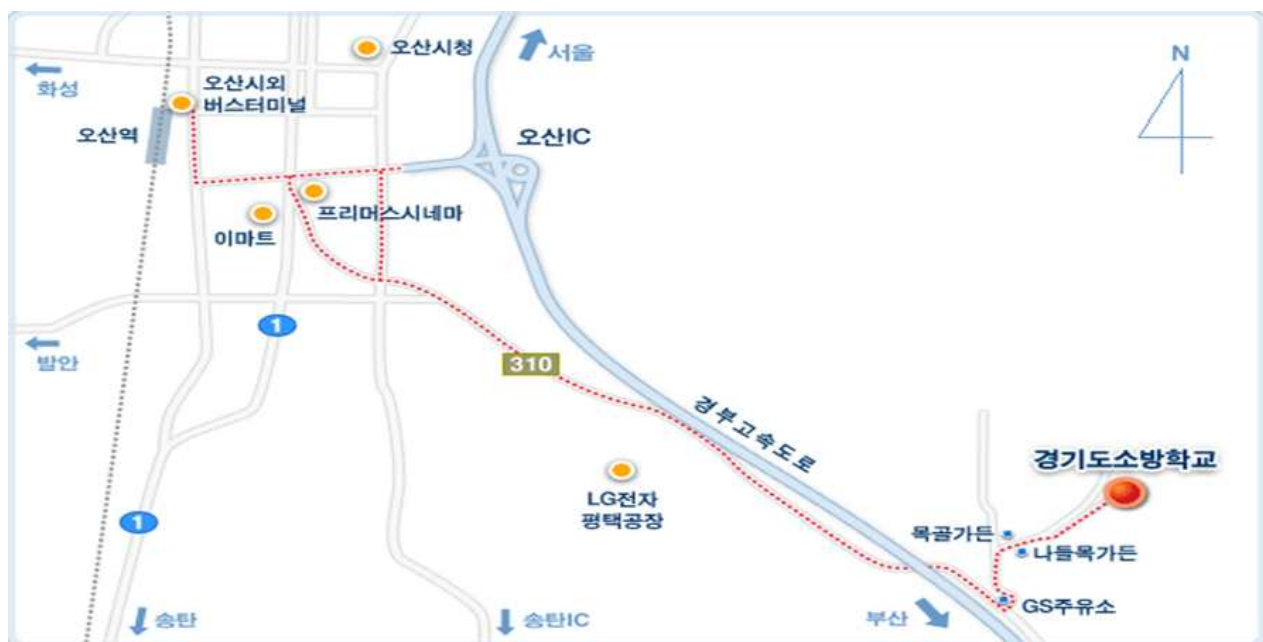 오산시청
서울
N
화성
오산시외
버스터미널
오산역
오산IC
프리머스시네마
이마트
1
발안
310
경부고속도로
경기도소방학교
LG전자
평택공장
1
목골가든
나들목가든
GS주유소
송탄
송탄IC
부산